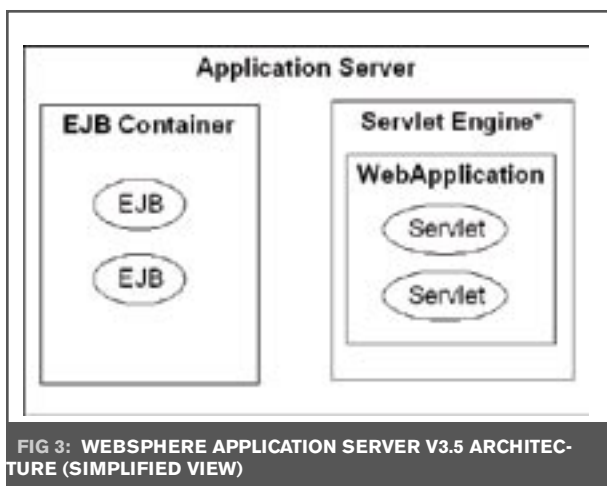 Application Server
EJB Container
Servlet Engine*
WebApplication
EJB
Servlet
EJB
Servlet
FIG 3: WEBSPHERE APPLICATION SERVER V3.5 ARCHITEC-
TURE (SIMPLIFIED VIEW)